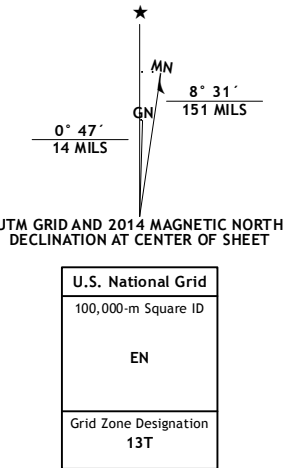 ★
MN
GN
8° 31´
151 MILS
0° 47´
14 MILS
UTM GRID AND 2014 MAGNETIC NORTH
DECLINATION AT CENTER OF SHEET
U.S. National Grid
100,000-m Square ID
EN
Grid Zone Designation
13T